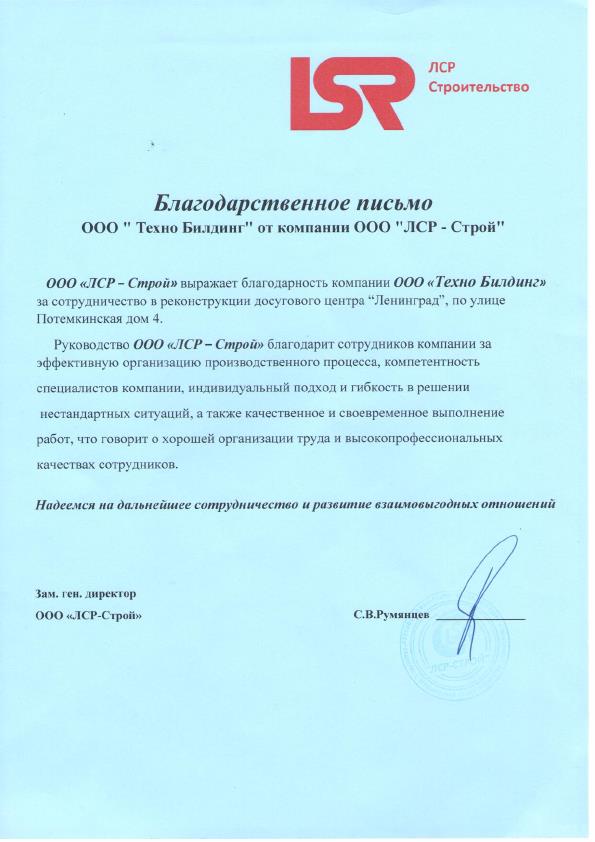 LSR
ЛСР
Строительство
Благодарственное письмо
ООО " Техно Билдинг" от компании ООО "ЛСР - Строй"
ООО «ЛСР – Строй» выражает благодарность компании ООО «Техно Билдинг»
за сотрудничество в реконструкции досугового центра “Ленинград”, по улице
Потемкинская дом 4.
Руководство ООО «ЛСР – Строй» благодарит сотрудников компании за
эффективную организацию производственного процесса, компетентность
специалистов компании, индивидуальный подход и гибкость в решении
нестандартных ситуаций, а также качественное и своевременное выполнение
работ, что говорит о хорошей организации труда и высокопрофессиональных
качествах сотрудников.
Надеемся на дальнейшее сотрудничество и развитие взаимовыгодных отношений
Зам. ген. директор
ООО «ЛСР-Строй»
С.В.Румянцев
"ЛСР-СТРОЙ"